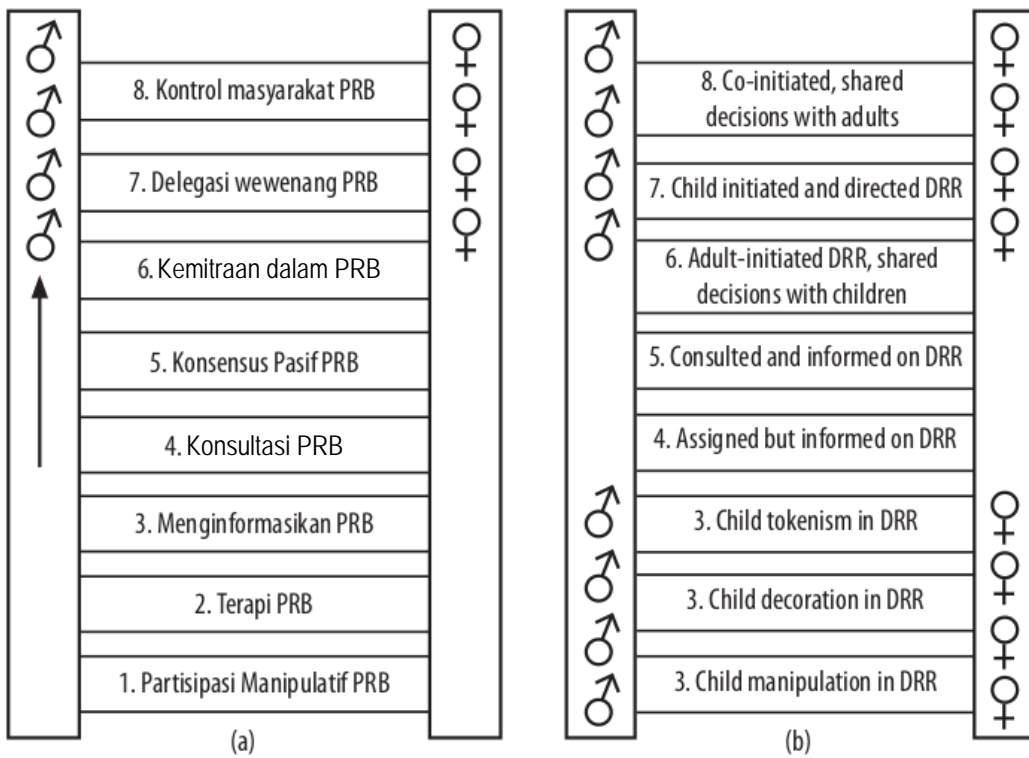 8. Kontrol masyarakat PRB
7. Delegasi wewenang PRB
6. Kemitraan dalam PRB
5. Konsensus Pasif PRB
4. Konsultasi PRB
3. Menginformasikan PRB
2. Terapi PRB
1. Partisipasi Manipulatif PRB
(a)
8. Co-initiated, shared
decisions with adults
7. Child initiated and directed DRR
6. Adult-initiated DRR, shared
decisions with children
5. Consulted and informed on DRR
4. Assigned but informed on DRR
3. Child tokenism in DRR
3. Child decoration in DRR
3. Child manipulation in DRR
(b)